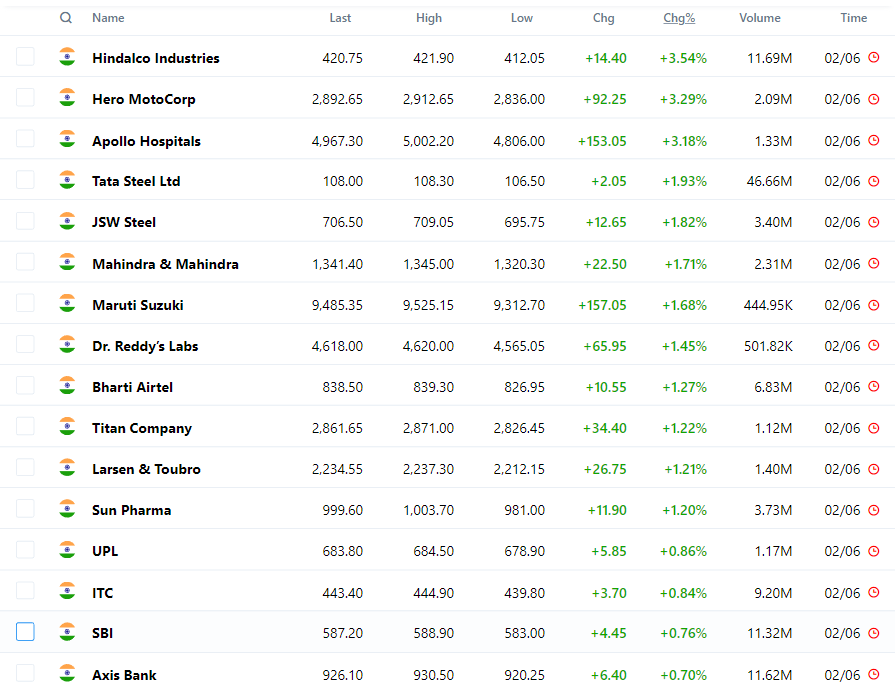 Name Last High Low Chg Chg% Volume Time
Hindalco Industries 420.75 421.90 412.05 +14.40 +3.54% 11.69M 02/06
Hero MotoCorp 2,892.65 2,912.65 2,836.00 +92.25 +3.29% 2.09M 02/06
Apollo Hospitals 4,967.30 5,002.20 4,806.00 +153.05 +3.18% 1.33M 02/06
Tata Steel Ltd 108.00 108.30 106.50 +2.05 +1.93% 46.66M 02/06
JSW Steel 706.50 709.05 695.75 +12.65 +1.82% 3.40M 02/06
Mahindra & Mahindra 1,341.40 1,345.00 1,320.30 +22.50 +1.71% 2.31M 02/06
Maruti Suzuki 9,485.35 9,525.15 9,312.70 +157.05 +1.68% 444.95K 02/06
Dr. Reddy’s Labs 4,618.00 4,620.00 4,565.05 +65.95 +1.45% 501.82K 02/06
Bharti Airtel 838.50 839.30 826.95 +10.55 +1.27% 6.83M 02/06
Titan Company 2,861.65 2,871.00 2,826.45 +34.40 +1.22% 1.12M 02/06
Larsen & Toubro 2,234.55 2,237.30 2,212.15 +26.75 +1.21% 1.40M 02/06
Sun Pharma 999.60 1,003.70 981.00 +11.90 +1.20% 3.73M 02/06
UPL 683.80 684.50 678.90 +5.85 +0.86% 1.17M 02/06
ITC 443.40 444.90 439.80 +3.70 +0.84% 9.20M 02/06
SBI 587.20 588.90 583.00 +4.45 +0.76% 11.32M 02/06
Axis Bank 926.10 930.50 920.25 +6.40 +0.70% 11.62M 02/06